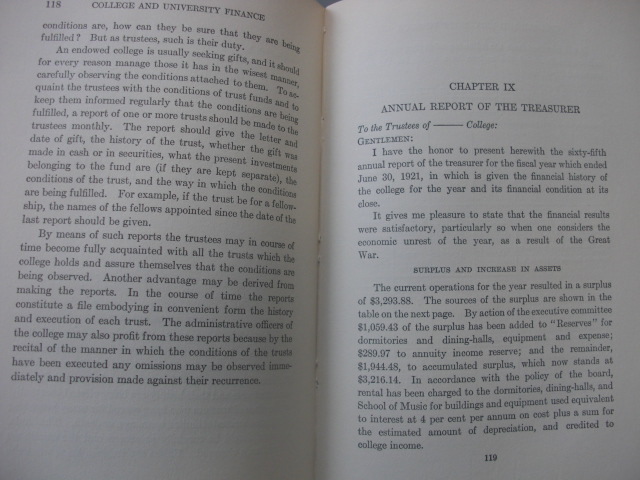 118 COLLEGE AND UNIVERSITY FINANCE
conditions are, how can they be sure that they are being
fulfilled? But as trustees, such is their duty.
An endowed college is usually seeking gifts, and it should
for every reason manage those it has in the wisest manner,
carefully observing the conditions attached to them. To ac-
quaint the trustees with the conditions of trust funds and to
keep them informed regularly that the conditions are being
fulfilled, a report of one or more trusts should be made to the
trustees monthly. The report should give the letter and
date of gift, the history of the trust, whether the gift was
made in cash or in securities, what the present investments
belonging to the fund are (if they are kept separate), the
conditions of the trust, and the way in which the conditions
are being fulfilled. For example, if the trust be for a fellow-
ship, the names of the fellows appointed since the date of the
last report should be given.
By means of such reports the trustees may in course of
time become fully acquainted with all the trusts which the
college holds and assure themselves that the conditions are
being observed. Another advantage may be derived from
making the reports. In the course of time the reports
constitute a file embodying in convenient form the history
and execution of each trust. The administrative officers of
the college may also profit from these reports because by the
recital of the manner in which the conditions of the trusts
have been executed any omissions may be observed imme-
diately and provision made against their recurrence.
CHAPTER IX
ANNUAL REPORT OF THE TREASURER
To the Trustees of —— College:
GENTLEMEN:
I have the honor to present herewith the sixty-fifth
annual report of the treasurer for the fiscal year which ended
June 30, 1921, in which is given the financial history of
the college for the year and its financial condition at its
close.
It gives me pleasure to state that the financial results
were satisfactory, particularly so when one considers the
economic unrest of the year, as a result of the Great
War.
SURPLUS AND INCREASE IN ASSETS
The current operations for the year resulted in a surplus
of $3,293.88. The sources of the surplus are shown in the
table on the next page. By action of the executive committee
$1,059.43 of the surplus has been added to "Reserves" for
dormitories and dining-halls, equipment and expense;
$289.97 to annuity income reserve; and the remainder,
$1,944.48, to accumulated surplus, which now stands at
$3,216.14. In accordance with the policy of the board,
rental has been charged to the dormitories, dining-halls, and
School of Music for buildings and equipment used equivalent
to interest at 4 per cent per annum on cost plus a sum for
the estimated amount of depreciation, and credited to
college income.
119